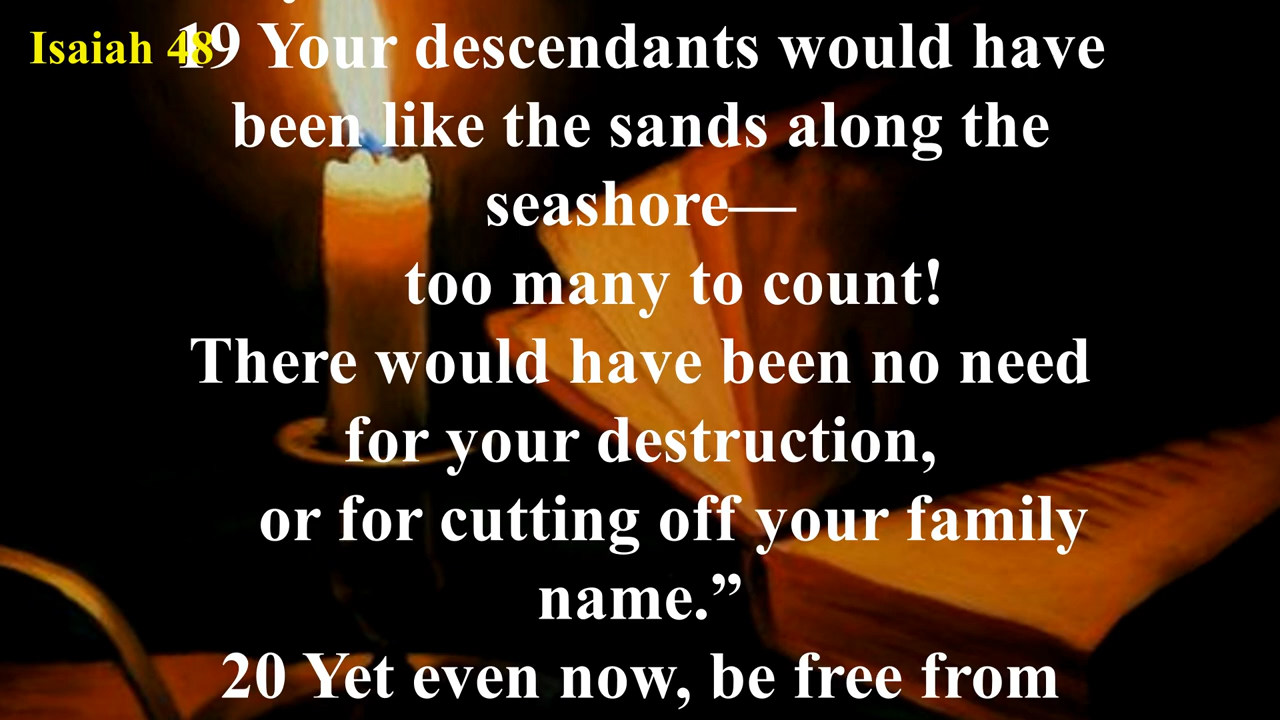 Isaiah 48
19 Your descendants would have
been like the sands along the
seashore—
too many to count!
There would have been no need
for your destruction,
or for cutting off your family
name.”
20 Yet even now, be free from